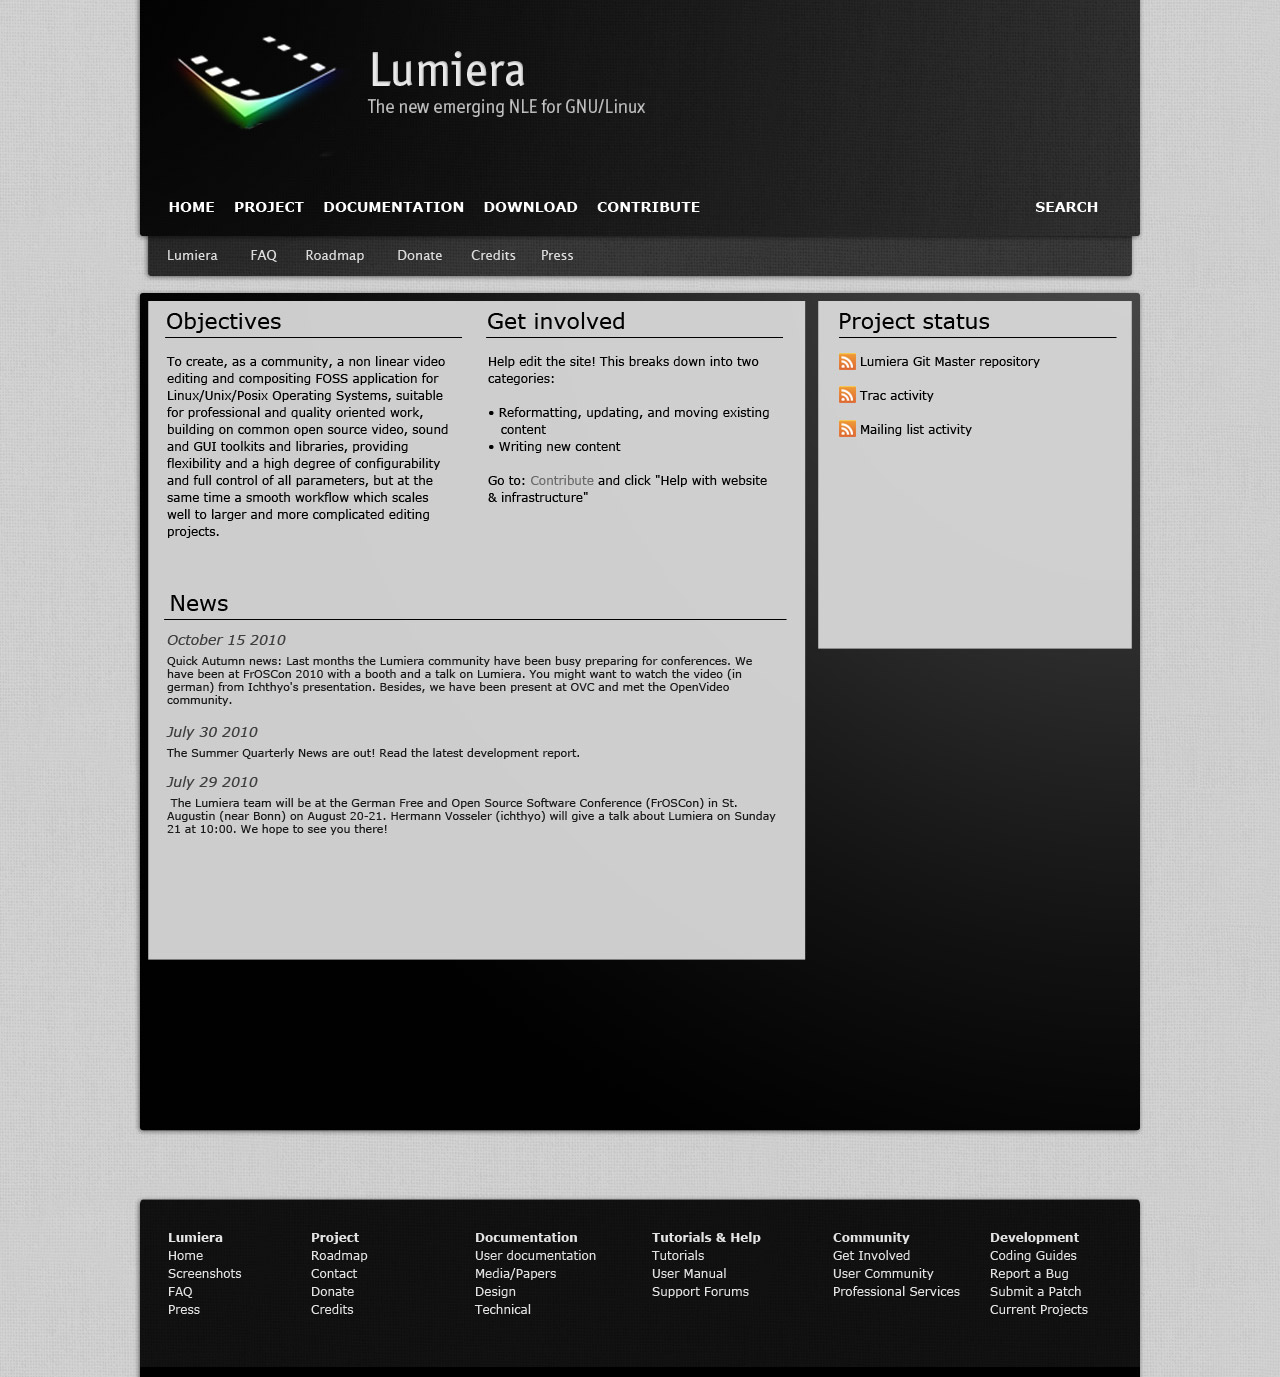 Lumiera
The new emerging NLE for GNU/Linux
HOME PROJECT DOCUMENTATION DOWNLOAD CONTRIBUTE SEARCH
Lumiera FAQ Roadmap Donate Credits Press
Objectives
To create, as a community, a non linear video
editing and compositing FOSS application for
Linux/Unix/Posix Operating Systems, suitable
for professional and quality oriented work,
building on common open source video, sound
and GUI toolkits and libraries, providing
flexibility and a high degree of configurability
and full control of all parameters, but at the
same time a smooth workflow which scales
well to larger and more complicated editing
projects.
Get involved
Help edit the site! This breaks down into two
categories:
• Reformatting, updating, and moving existing
content
• Writing new content
Go to: Contribute and click "Help with website
& infrastructure"
Project status
Lumiera Git Master repository
Trac activity
Mailing list activity
News
October 15 2010
Quick Autumn news: Last months the Lumiera community have been busy preparing for conferences. We
have been at FrOSCon 2010 with a booth and a talk on Lumiera. You might want to watch the video (in
german) from Ichthyo's presentation. Besides, we have been present at OVC and met the OpenVideo
community.
July 30 2010
The Summer Quarterly News are out! Read the latest development report.
July 29 2010
The Lumiera team will be at the German Free and Open Source Software Conference (FrOSCon) in St.
Augustin (near Bonn) on August 20-21. Hermann Vosseler (ichthyo) will give a talk about Lumiera on Sunday
21 at 10:00. We hope to see you there!
Lumiera
Home
Screenshots
FAQ
Press
Project
Roadmap
Contact
Donate
Credits
Documentation
User documentation
Media/Papers
Design
Technical
Tutorials & Help
Tutorials
User Manual
Support Forums
Community
Get Involved
User Community
Professional Services
Development
Coding Guides
Report a Bug
Submit a Patch
Current Projects